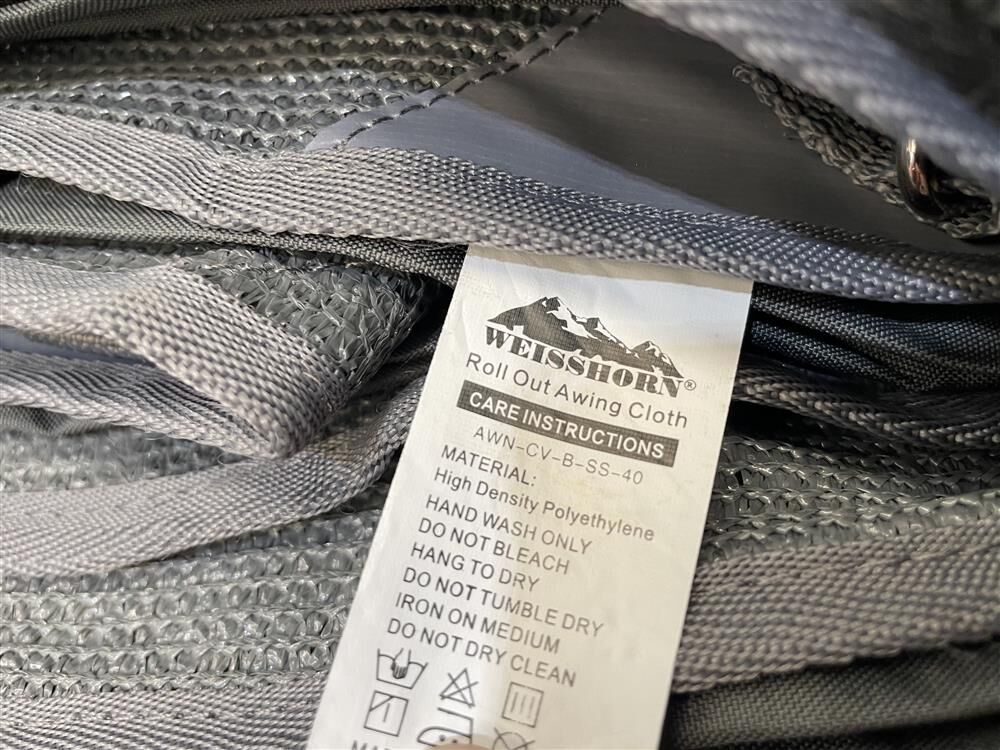 WEISSHORN®
Roll Out Awing Cloth
CARE INSTRUCTIONS
AWN-CV-B-SS-40
MATERIAL:
High Density Polyethylene
HAND WASH ONLY
DO NOT BLEACH
HANG TO DRY
DO NOT TUMBLE DRY
IRON ON MEDIUM
DO NOT DRY CLEAN